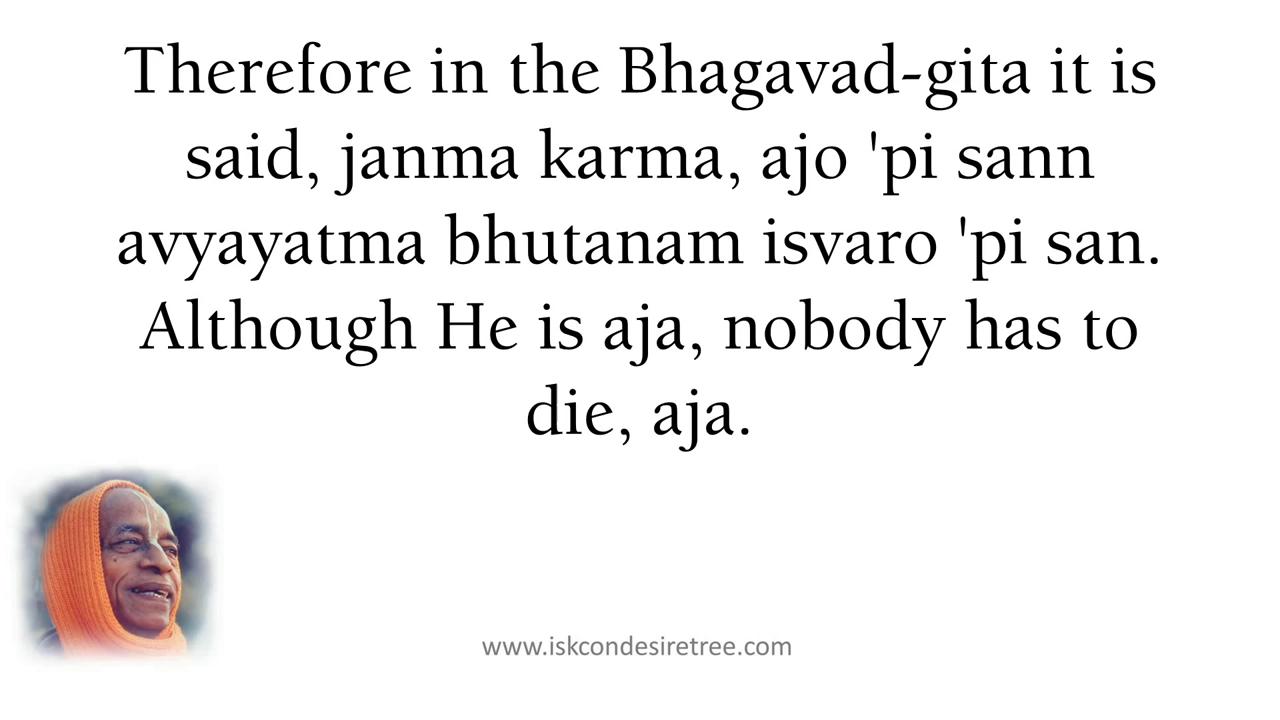 Therefore in the Bhagavad-gita it is
said, janma karma, ajo 'pi sann
avyayatma bhutanam isvaro 'pi san.
Although He is aja, nobody has to
die, aja.
www.iskcondesiretree.com